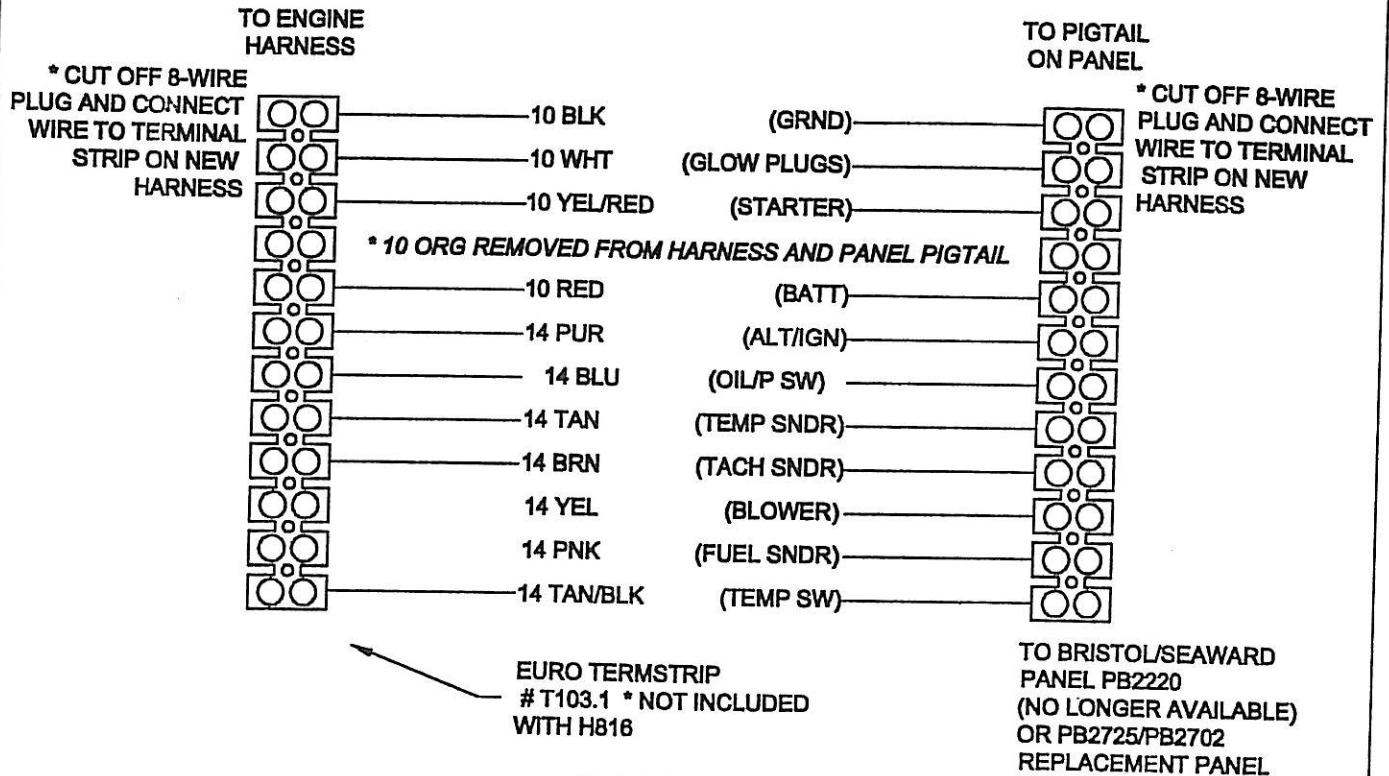 TO ENGINE
HARNESS
* CUT OFF 8-WIRE
PLUG AND CONNECT
WIRE TO TERMINAL
STRIP ON NEW
HARNESS
TO PIGTAIL
ON PANEL
* CUT OFF 8-WIRE
PLUG AND CONNECT
WIRE TO TERMINAL
STRIP ON NEW
HARNESS
10 BLK (GRND)
10 WHT (GLOW PLUGS)
10 YEL/RED (STARTER)
* 10 ORG REMOVED FROM HARNESS AND PANEL PIGTAIL
10 RED (BATT)
14 PUR (ALT/IGN)
14 BLU (OIL/P SW)
14 TAN (TEMP SNDR)
14 BRN (TACH SNDR)
14 YEL (BLOWER)
14 PNK (FUEL SNDR)
14 TAN/BLK (TEMP SW)
EURO TERMSTRIP
# T103.1 * NOT INCLUDED
WITH H816
TO BRISTOL/SEAWARD
PANEL PB2220
(NO LONGER AVAILABLE)
OR PB2725/PB2702
REPLACEMENT PANEL